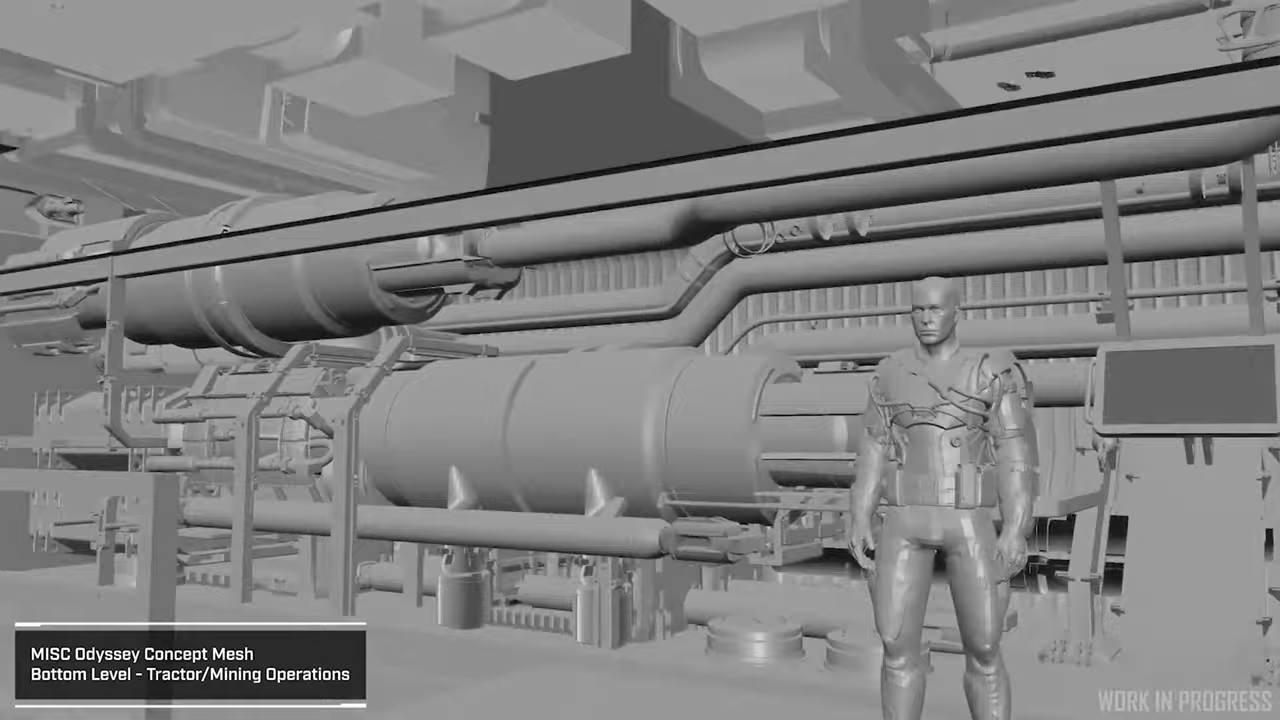 MISC Odyssey Concept Mesh
Bottom Level - Tractor/Mining Operations
WORK IN PROGRESS